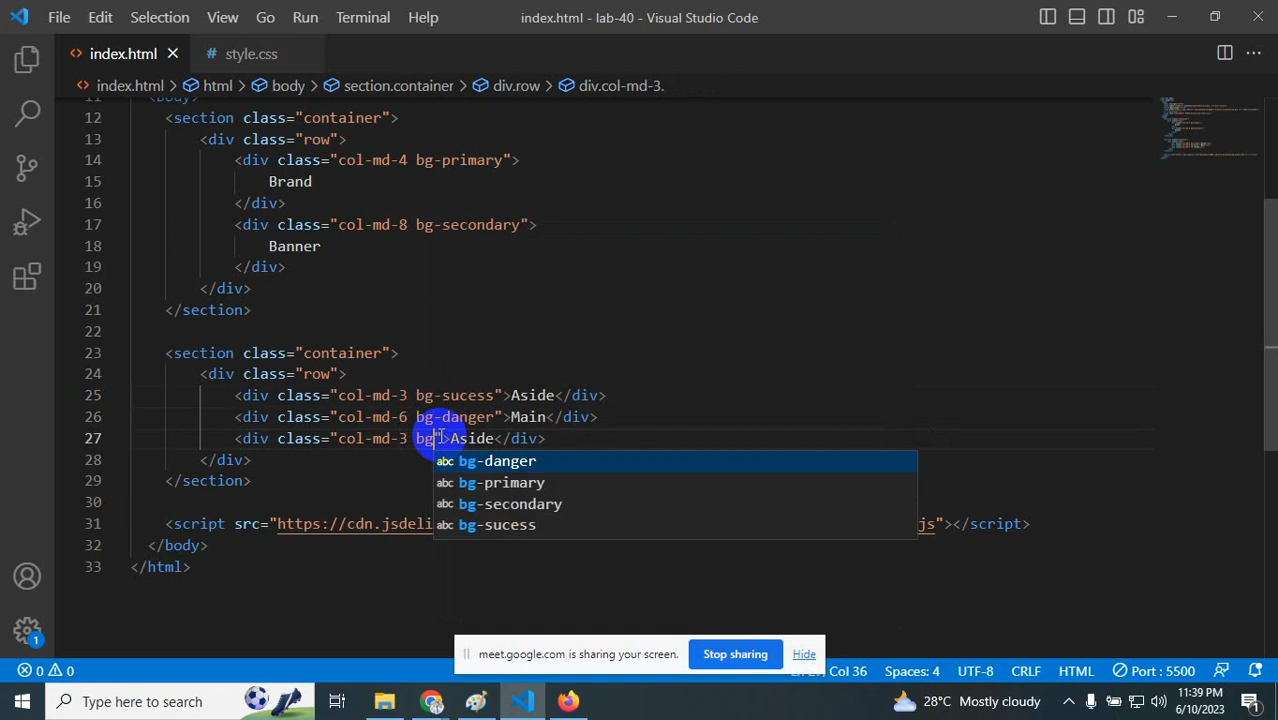 File Edit Selection View Go Run Terminal Help index.html - lab-40 - Visual Studio Code
<> index.html # style.css
<> index.html > html > body > section.container > div.row > div.col-md-3.
11 <body>
12 <section class="container">
13 <div class="row">
14 <div class="col-md-4 bg-primary">
15 Brand
16 </div>
17 <div class="col-md-8 bg-secondary">
18 Banner
19 </div>
20 </div>
21 </section>
22
23 <section class="container">
24 <div class="row">
25 <div class="col-md-3 bg-sucess">Aside</div>
26 <div class="col-md-6 bg-danger">Main</div>
27 <div class="col-md-3 bg">Aside</div>
abc bg-danger
28 </div>
abc bg-primary
29 </section>
abc bg-secondary
30
31 <script src="https://cdn.jsdeli js"></script>
abc bg-sucess
32 </body>
33 </html>
meet.google.com is sharing your screen. Stop sharing Hide
1 0 0 Col 36 Spaces: 4 UTF-8 CRLF HTML Port : 5500
Type here to search 28°C Mostly cloudy 11:39 PM
6/10/2023 1